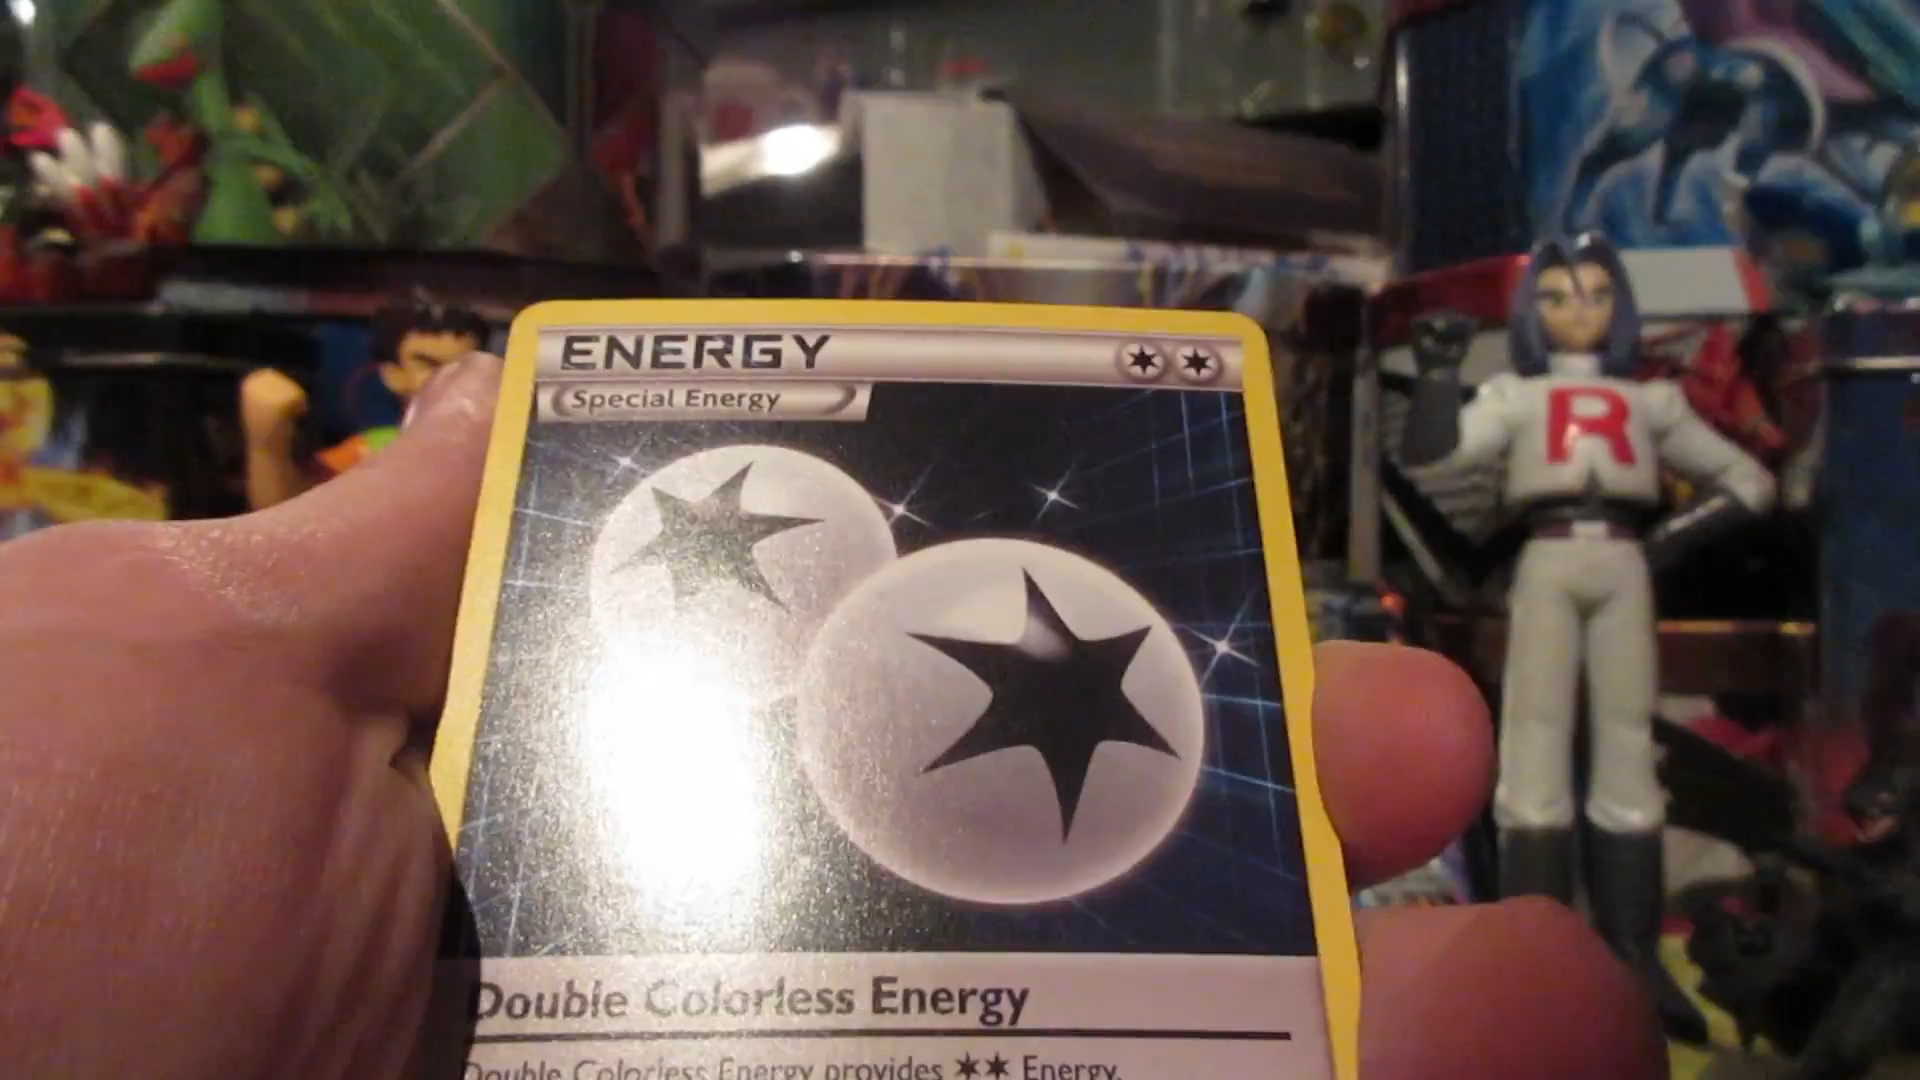 ENERGY
Special Energy
R
Double Colorless Energy
Double Colorless Energy provides ✶✶ Energy.